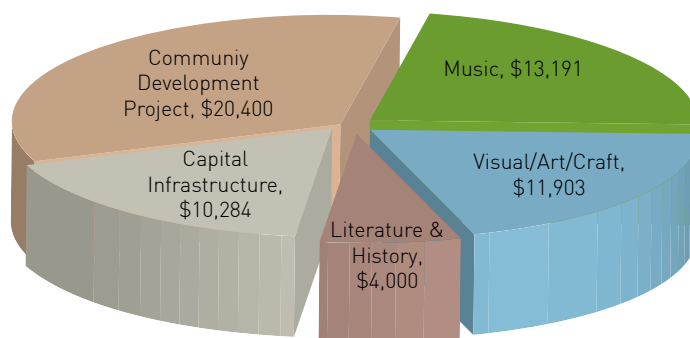 Communiy
Development
Project, $20,400
Music, $13,191
Capital
Infrastructure,
$10,284
Visual/Art/Craft,
$11,903
Literature &
History,
$4,000